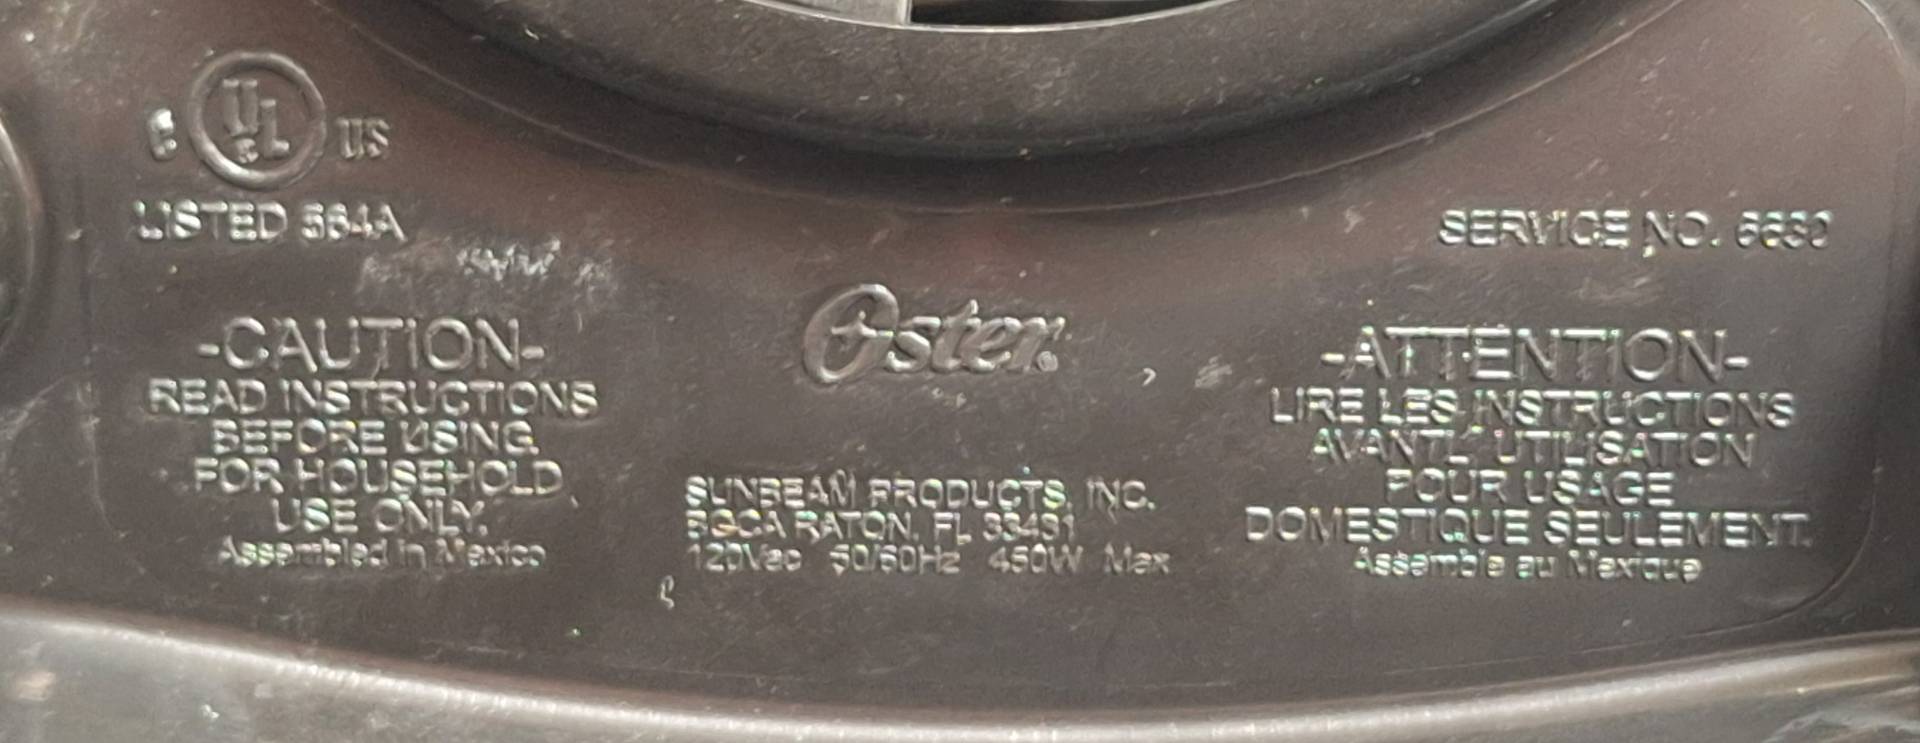 C UL US
LISTED 564A
-CAUTION-
READ INSTRUCTIONS
BEFORE USING.
FOR HOUSEHOLD
USE ONLY.
Assembled in Mexico
Oster®
SUNBEAM PRODUCTS, INC.
BOCA RATON, FL 33431
120Vac 50/60Hz 450W Max
SERVICE NO.
-ATTENTION-
LIRE LES INSTRUCTIONS
AVANT L' UTILISATION
POUR USAGE
DOMESTIQUE SEULEMENT.
Assemble au Mexique